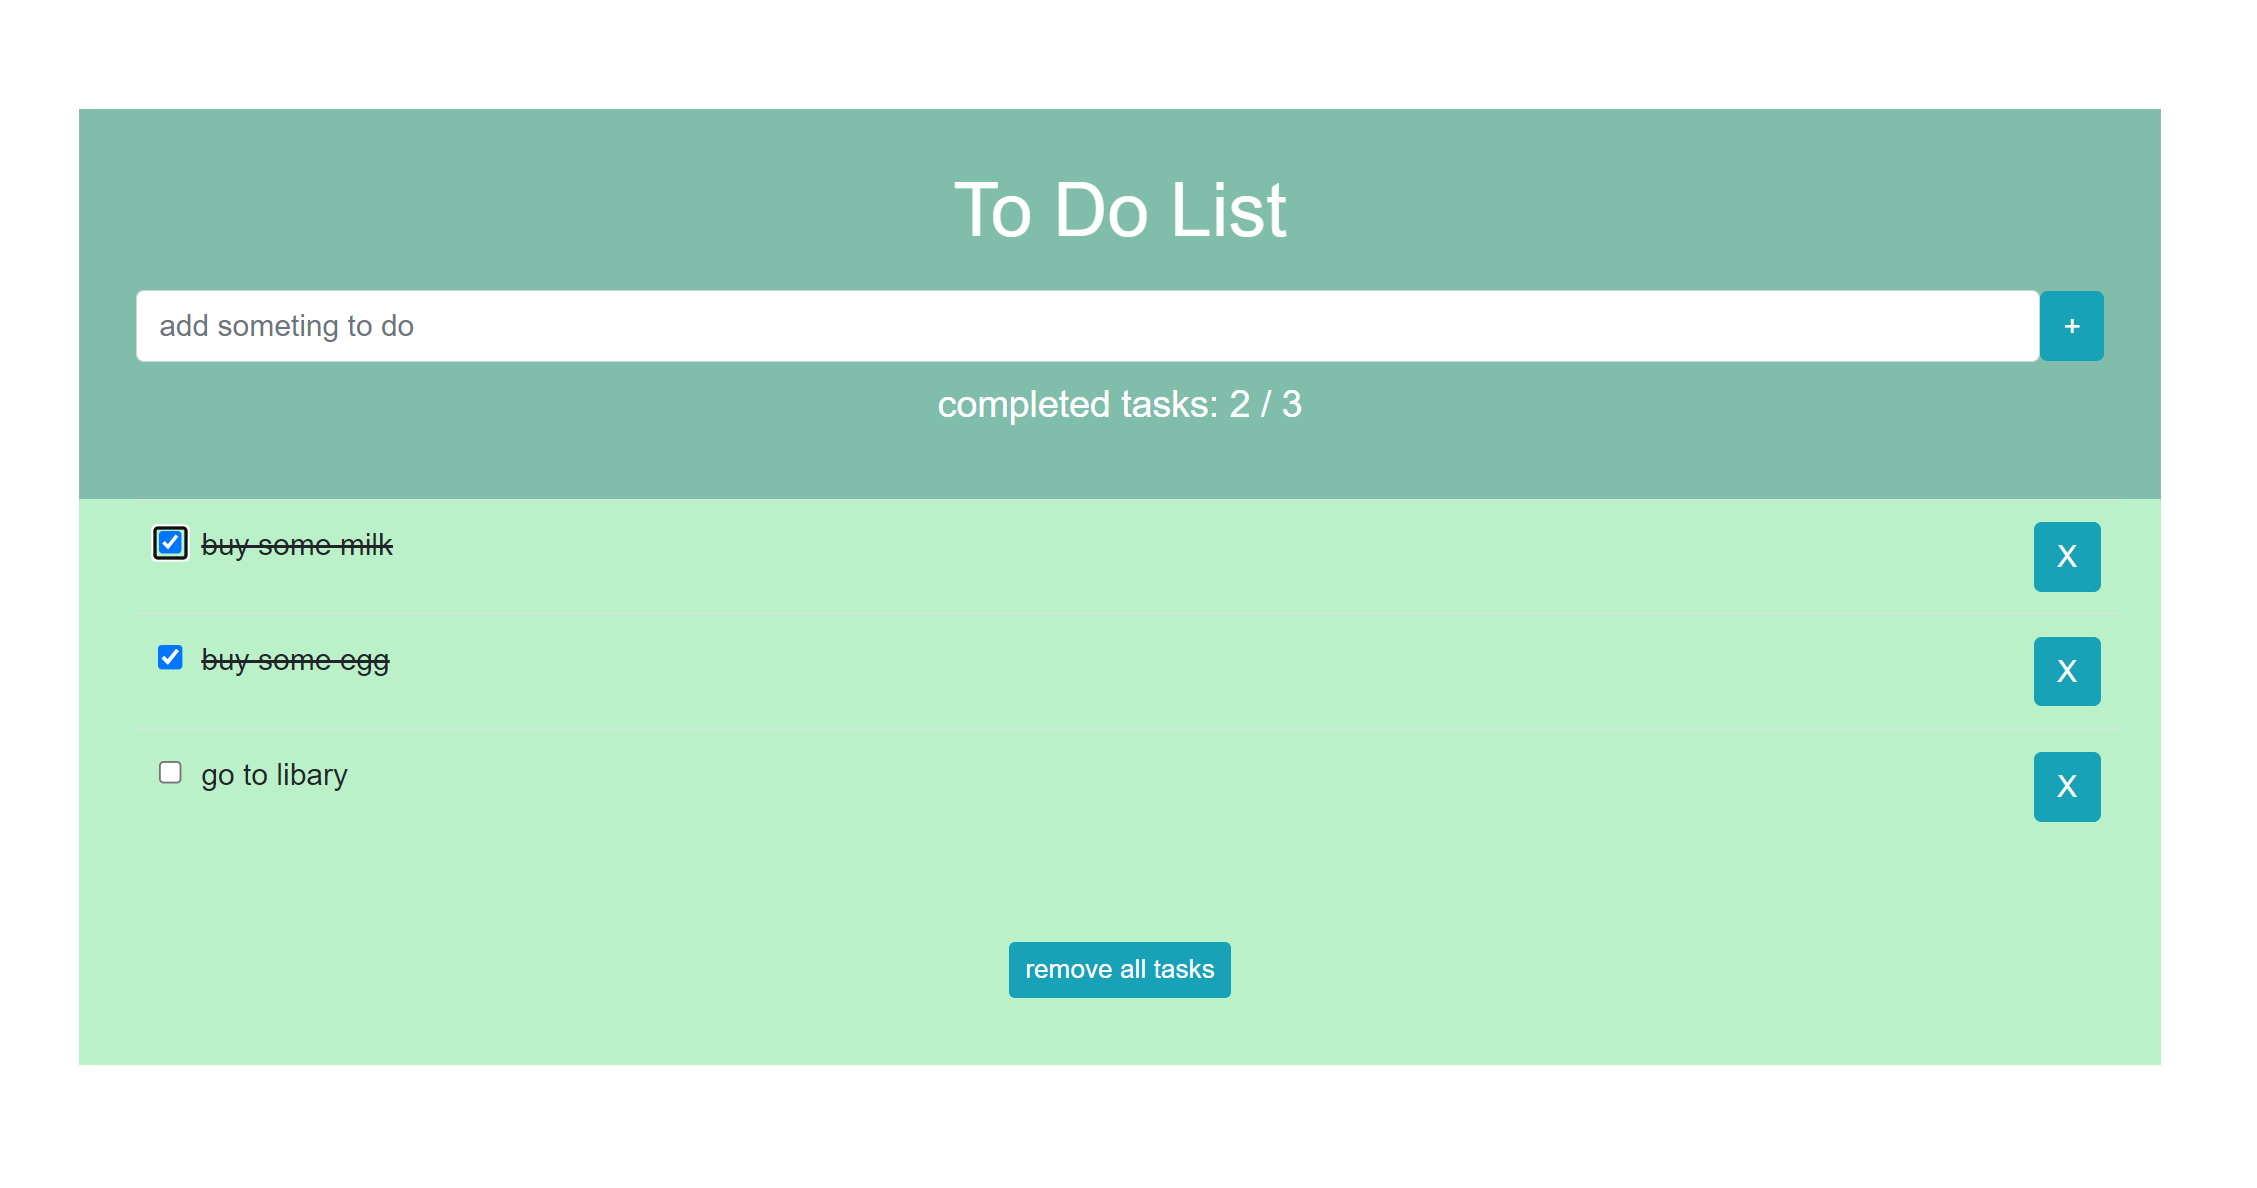 To Do List
add someting to do
+
completed tasks: 2 / 3
buy some milk
X
buy some egg
X
go to libary
X
remove all tasks